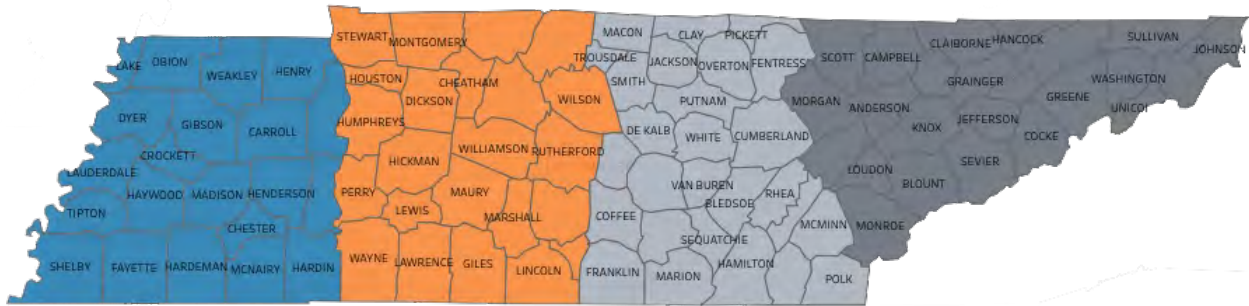 STEWART
MONTGOMERY
MACON
CLAY
PICKETT
TROUSDALE
LAKE
OBION
WEAKLEY
HENRY
HOUSTON
CHEATHAM
DICKSON
WILSON
SMITH
JACKSON
OVERTON
FENTRESS
SCOTT
CAMPBELL
CLAIBORNE
HANCOCK
SULLIVAN
JOHNSON
GRAINGER
WASHINGTON
GREENE
UNICOI
DYER
GIBSON
CARROLL
HUMPHREYS
PUTNAM
MORGAN
ANDERSON
KNOX
JEFFERSON
COCKE
CROCKETT
HICKMAN
WILLIAMSON
RUTHERFORD
DE KALB
WHITE
CUMBERLAND
LAUDERDALE
HAYWOOD
MADISON
HENDERSON
PERRY
MAURY
VAN BUREN
BLEDSOE
RHEA
LOUDON
BLOUNT
SEVIER
TIPTON
CHESTER
LEWIS
MARSHALL
COFFEE
SEQUATCHIE
MCMINN
MONROE
SHELBY
FAYETTE
HARDEMAN
MCNAIRY
HARDIN
WAYNE
LAWRENCE
GILES
LINCOLN
FRANKLIN
MARION
HAMILTON
POLK